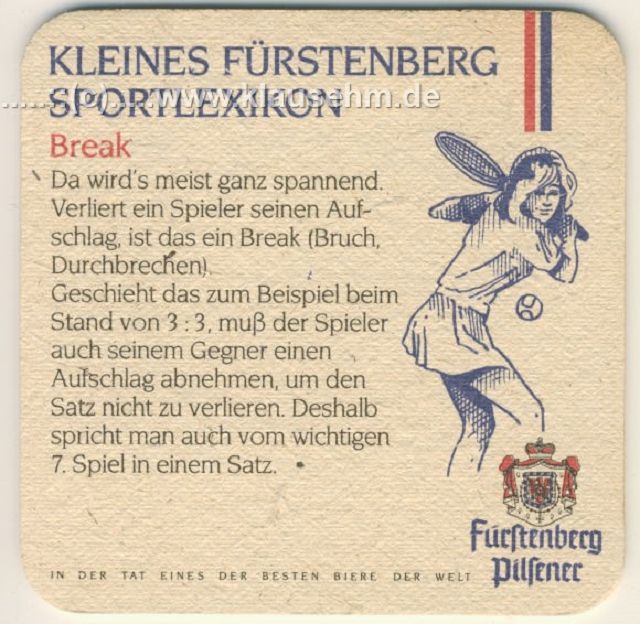 KLEINES FÜRSTENBERG
SPORTLEXIKON
......(c)....www.klausehm.de
Break
Da wird's meist ganz spannend.
Verliert ein Spieler seinen Auf-
schlag, ist das ein Break (Bruch,
Durchbrechen).
Geschieht das zum Beispiel beim
Stand von 3 : 3, muß der Spieler
auch seinem Gegner einen
Aufschlag abnehmen, um den
Satz nicht zu verlieren. Deshalb
spricht man auch vom wichtigen
7. Spiel in einem Satz.
Fürstenberg
Pilsener
IN DER TAT EINES DER BESTEN BIERE DER WELT